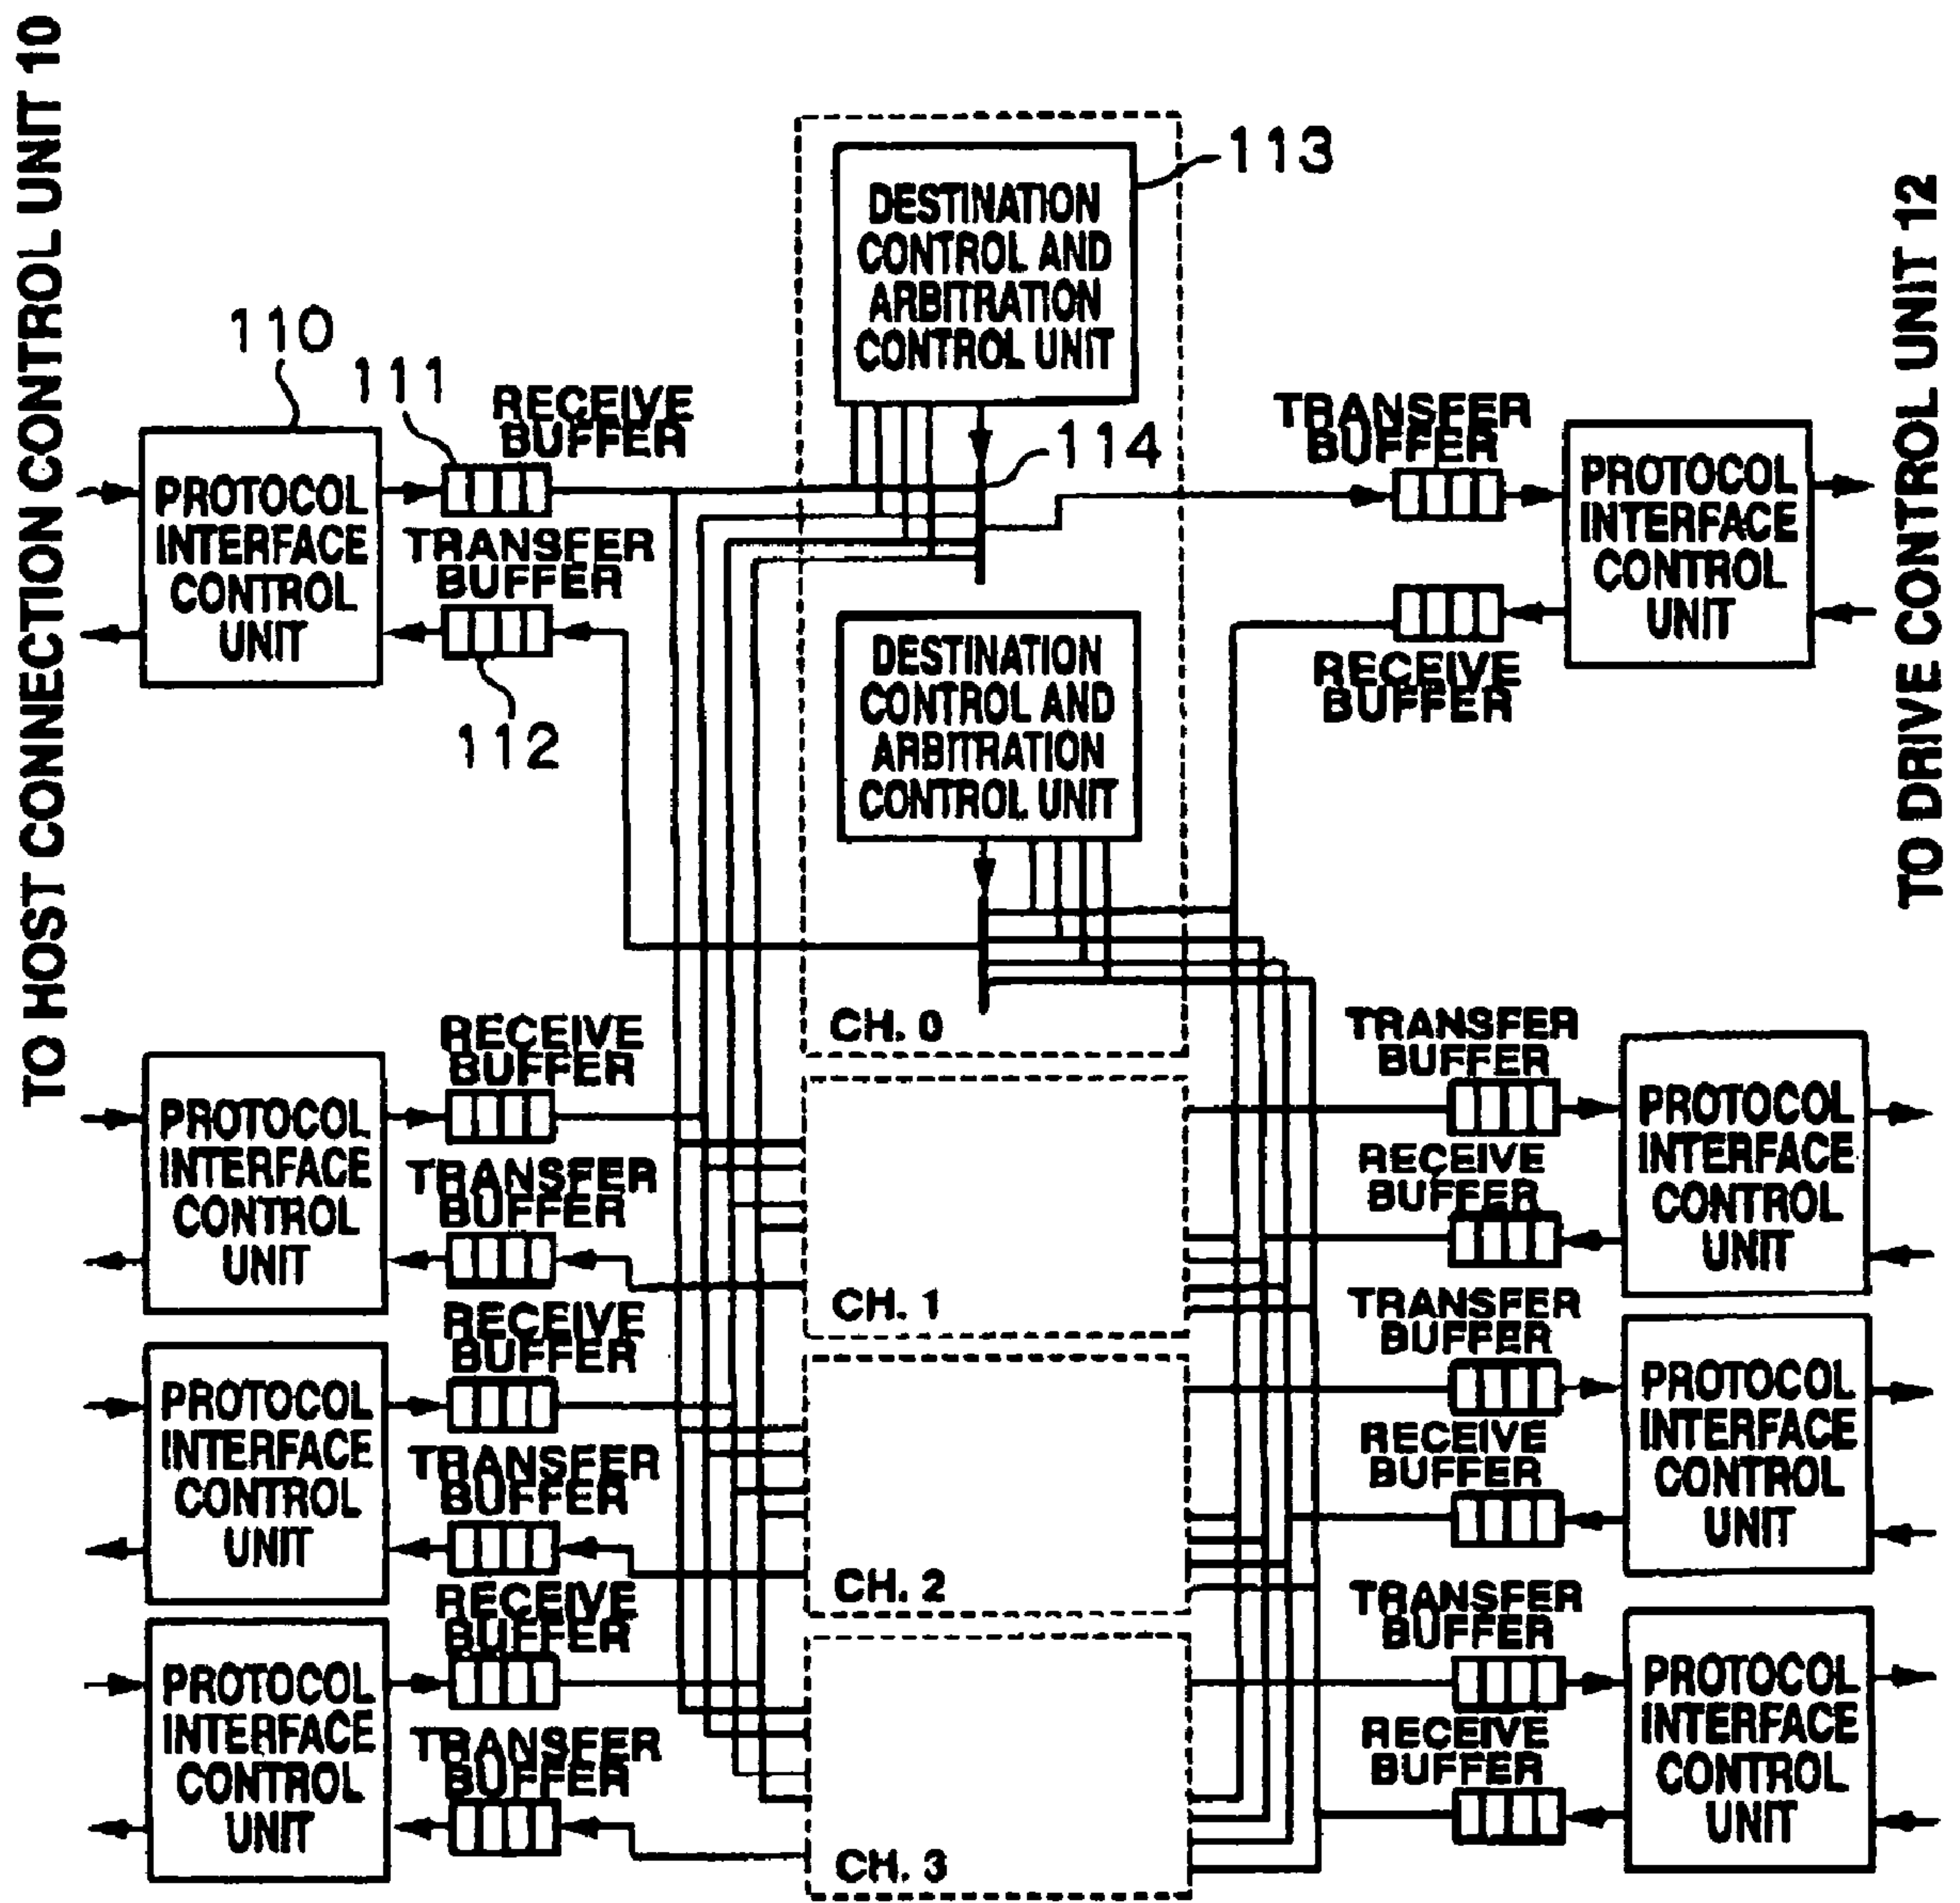 TO HOST CONNECTION CONTROL UNIT 10
110
PROTOCOL
INTERFACE
CONTROL
UNIT
111
RECEIVE
BUFFER
TRANSFER
BUFFER
112
DESTINATION
CONTROL AND
ARBITRATION
CONTROL UNIT
113
114
DESTINATION
CONTROL AND
ARBITRATION
CONTROL UNIT
CH. 0
TRANSFER
BUFFER
RECEIVE
BUFFER
PROTOCOL
INTERFACE
CONTROL
UNIT
TO DRIVE CONTROL UNIT 12
PROTOCOL
INTERFACE
CONTROL
UNIT
RECEIVE
BUFFER
TRANSFER
BUFFER
CH. 1
TRANSFER
BUFFER
RECEIVE
BUFFER
PROTOCOL
INTERFACE
CONTROL
UNIT
PROTOCOL
INTERFACE
CONTROL
UNIT
RECEIVE
BUFFER
TRANSFER
BUFFER
CH. 2
TRANSFER
BUFFER
RECEIVE
BUFFER
PROTOCOL
INTERFACE
CONTROL
UNIT
PROTOCOL
INTERFACE
CONTROL
UNIT
RECEIVE
BUFFER
TRANSFER
BUFFER
CH. 3
TRANSFER
BUFFER
RECEIVE
BUFFER
PROTOCOL
INTERFACE
CONTROL
UNIT